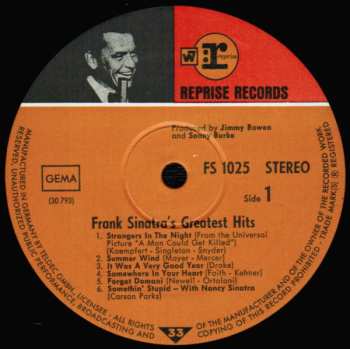 W
r
Reprise
REPRISE RECORDS
Produced by Jimmy Bowen
and Sonny Burke
FS 1025 STEREO
Side 1
GEMA
(30.793)
Frank Sinatra's Greatest Hits
1. Strangers In The Night (From the Universal
Picture "A Man Could Get Killed")
(Kaempfert - Singleton - Snyder)
2. Summer Wind (Mayer - Mercer)
3. It Was A Very Good Year (Drake)
4. Somewhere In Your Heart (Faith - Kehner)
5. Forget Domani (Newell - Ortolani)
6. Somethin' Stupid — With Nancy Sinatra
(Carson Parks)
33
MANUFACTURED IN GERMANY BY TELDEC GMBH, LICENSEE · ALL RIGHTS
OF THE MANUFACTURER AND OF THE OWNER OF THE RECORDED WORK
RESERVED, UNAUTHORIZED PUBLIC PERFORMANCE, BROADCASTING AND
COPYING OF THIS RECORD PROHIBITED. TRADE MARK(S) ® REGISTERED